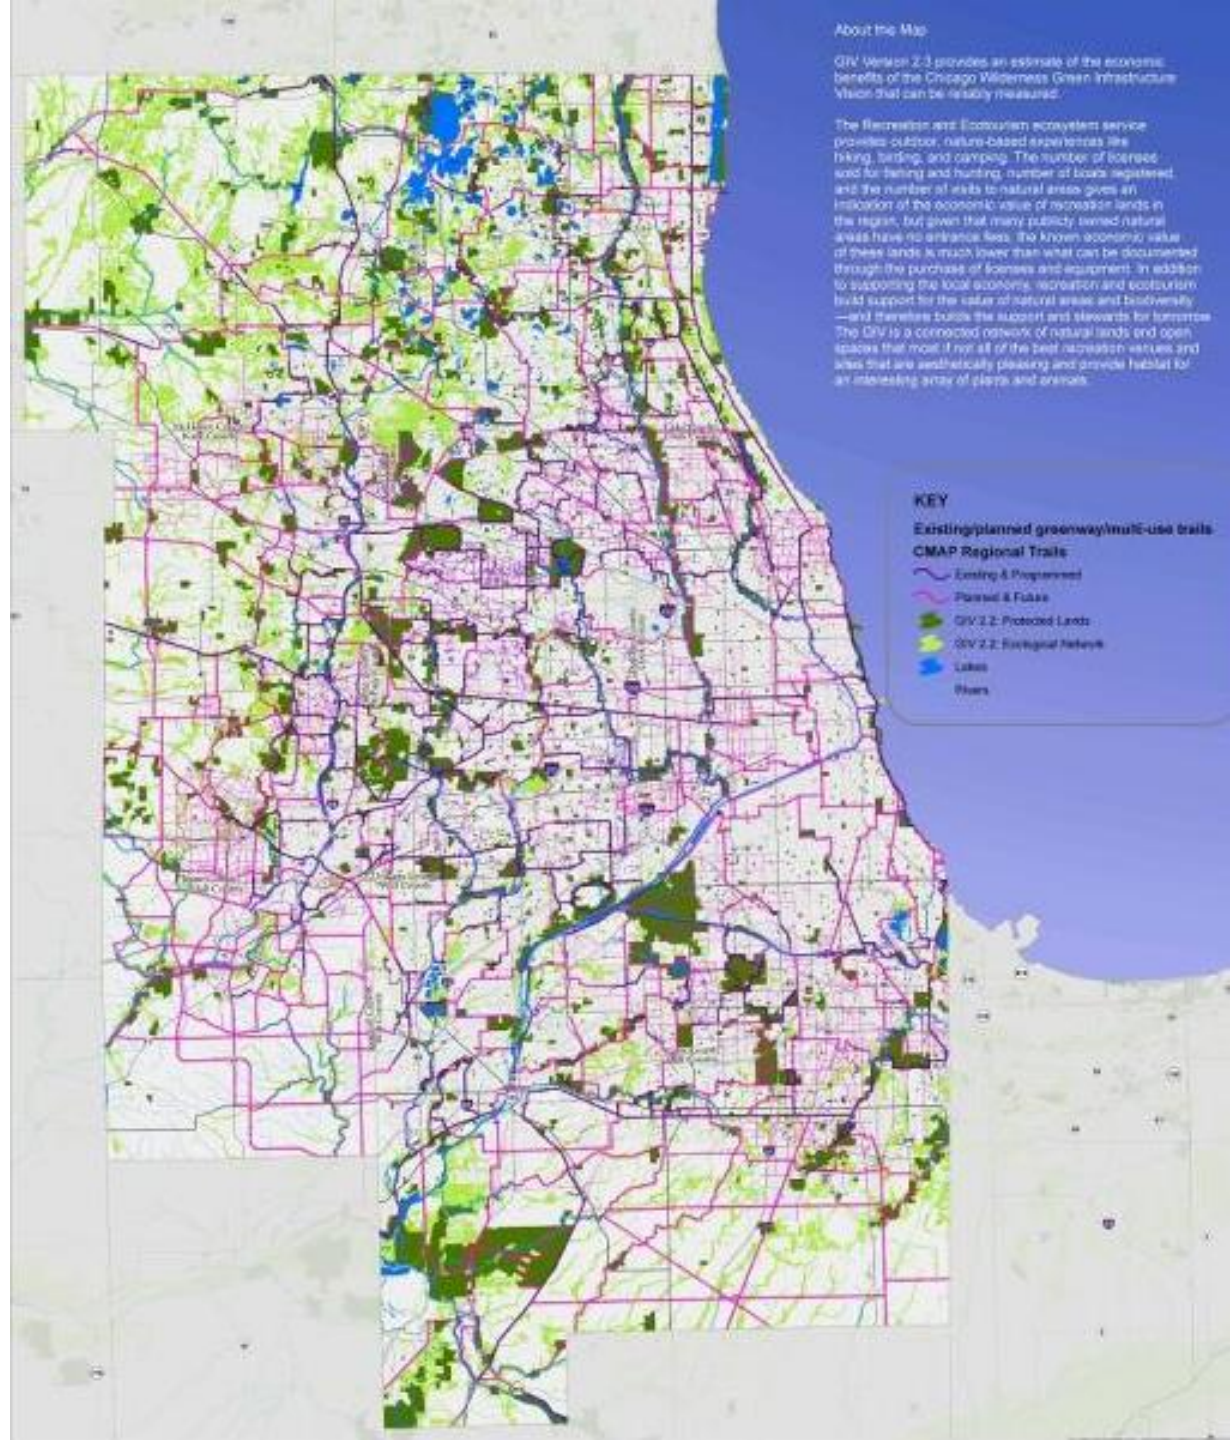 About this Map
GIV Version 2.3 provides an estimate of the economic
benefits of the Chicago Wilderness Green Infrastructure
Vision that can be reliably measured.
The Recreation and Ecotourism ecosystem service
provides outdoor, nature-based experiences like
hiking, birding, and camping. The number of licenses
sold for fishing and hunting, number of boats registered,
and the number of visits to natural areas gives an
indication of the economic value of recreation lands in
the region, but given that many publicly owned natural
areas have no entrance fees, the known economic value
of these lands is much lower than what can be documented
through the purchase of licenses and equipment. In addition
to supporting the local economy, recreation and ecotourism
build support for the value of natural areas and biodiversity
—and therefore builds the support and stewards for tomorrow.
The GIV is a connected network of natural lands and open
spaces that most if not all of the best recreation venues and
sites that are aesthetically pleasing and provide habitat for
an interesting array of plants and animals.
KEY
Existing/planned greenway/multi-use trails
CMAP Regional Trails
Existing & Programmed
Planned & Future
GIV 2.2: Protected Lands
GIV 2.2: Ecological Network
Lakes
Rivers